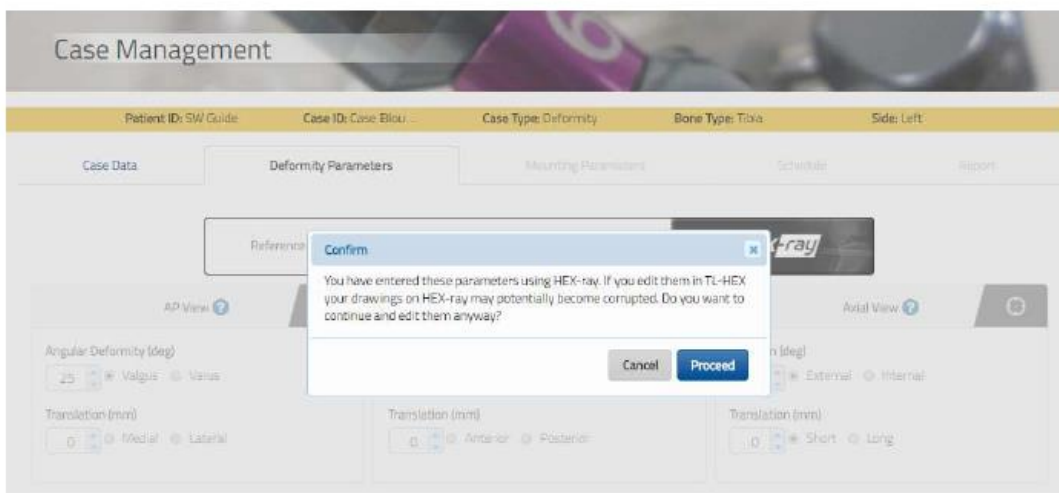 Case Management
Patient ID: SW Guide Case ID: Case Blou ... Case Type: Deformity Bone Type: Tibia Side: Left
Case Data Deformity Parameters Mounting Parameters Schedule Report
Reference -ray
Confirm
You have entered these parameters using HEX-ray. If you edit them in TL-HEX
your drawings on HEX-ray may potentially become corrupted. Do you want to
continue and edit them anyway?
Cancel Proceed
AP View Axial View
Angular Deformity (deg) (deg)
25 Valgus Varus External Internal
Translation (mm) Translation (mm) Translation (mm)
0 Medial Lateral 0 Anterior Posterior 0 Short Long